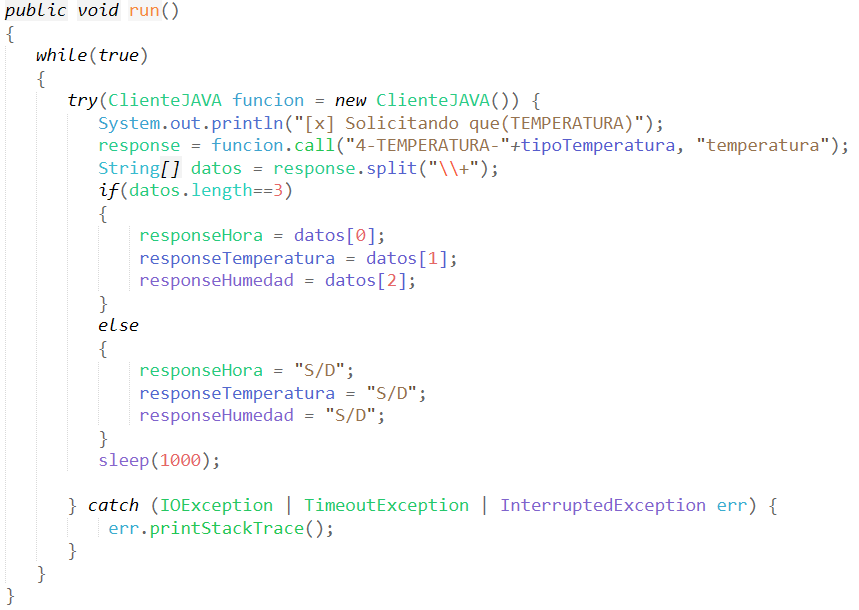 public void run()
{
while(true)
{
try(ClienteJAVA funcion = new ClienteJAVA()) {
System.out.println("[x] Solicitando que(TEMPERATURA)");
response = funcion.call("4-TEMPERATURA-"+tipoTemperatura, "temperatura");
String[] datos = response.split("\\+");
if(datos.length==3)
{
responseHora = datos[0];
responseTemperatura = datos[1];
responseHumedad = datos[2];
}
else
{
responseHora = "S/D";
responseTemperatura = "S/D";
responseHumedad = "S/D";
}
sleep(1000);
} catch (IOException | TimeoutException | InterruptedException err) {
err.printStackTrace();
}
}
}